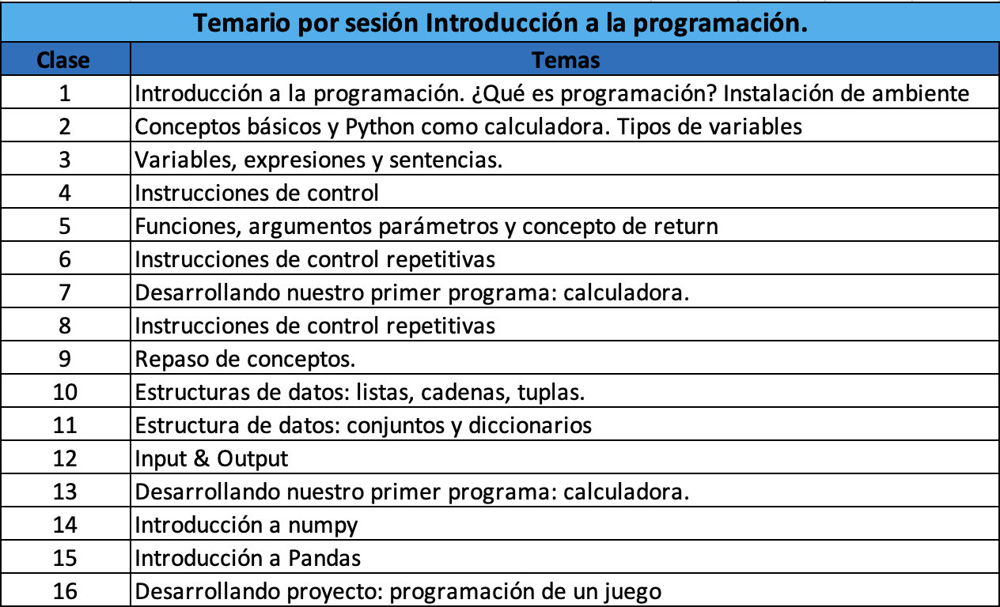 Temario por sesión Introducción a la programación.
Clase Temas
1 Introducción a la programación. ¿Qué es programación? Instalación de ambiente
2 Conceptos básicos y Python como calculadora. Tipos de variables
3 Variables, expresiones y sentencias.
4 Instrucciones de control
5 Funciones, argumentos parámetros y concepto de return
6 Instrucciones de control repetitivas
7 Desarrollando nuestro primer programa: calculadora.
8 Instrucciones de control repetitivas
9 Repaso de conceptos.
10 Estructuras de datos: listas, cadenas, tuplas.
11 Estructura de datos: conjuntos y diccionarios
12 Input & Output
13 Desarrollando nuestro primer programa: calculadora.
14 Introducción a numpy
15 Introducción a Pandas
16 Desarrollando proyecto: programación de un juego